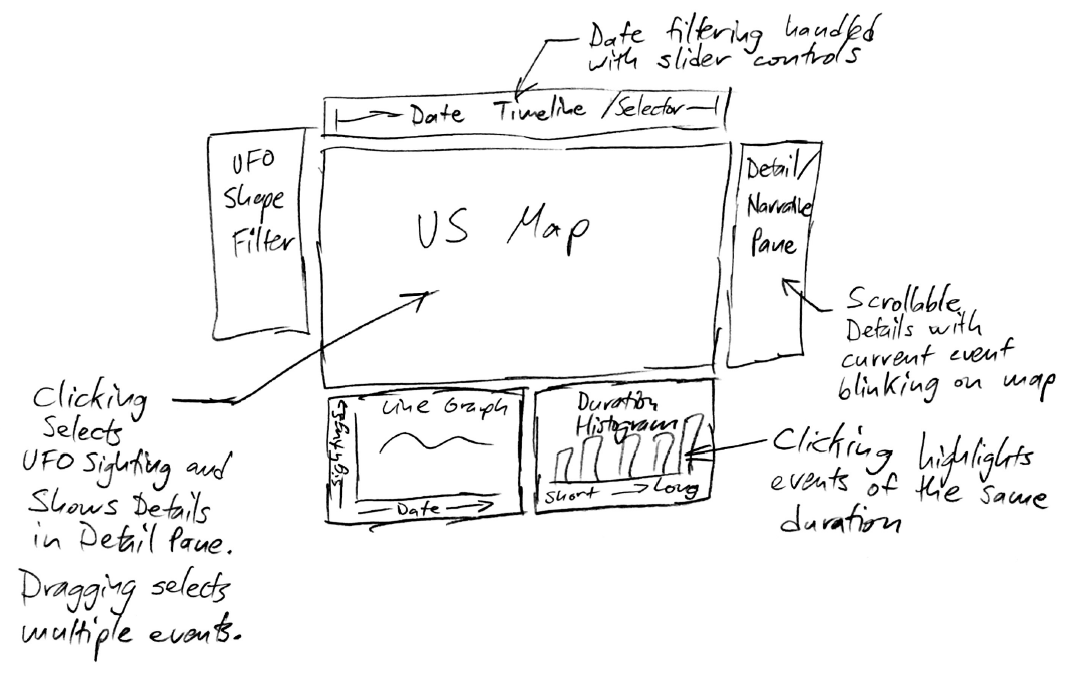 Date filtering handled
with slider controls
Date Timeline / Selector
UFO
Shape
Filter
US Map
Detail/
Narrative
Pane
Scrollable
Details with
current event
blinking on map
Clicking
Selects
UFO Sighting and
Shows Details
in Detail Pane.
Dragging selects
multiple events.
Line Graph
Sightings
Date
Duration
Histogram
Short → Long
Clicking highlights
events of the same
duration